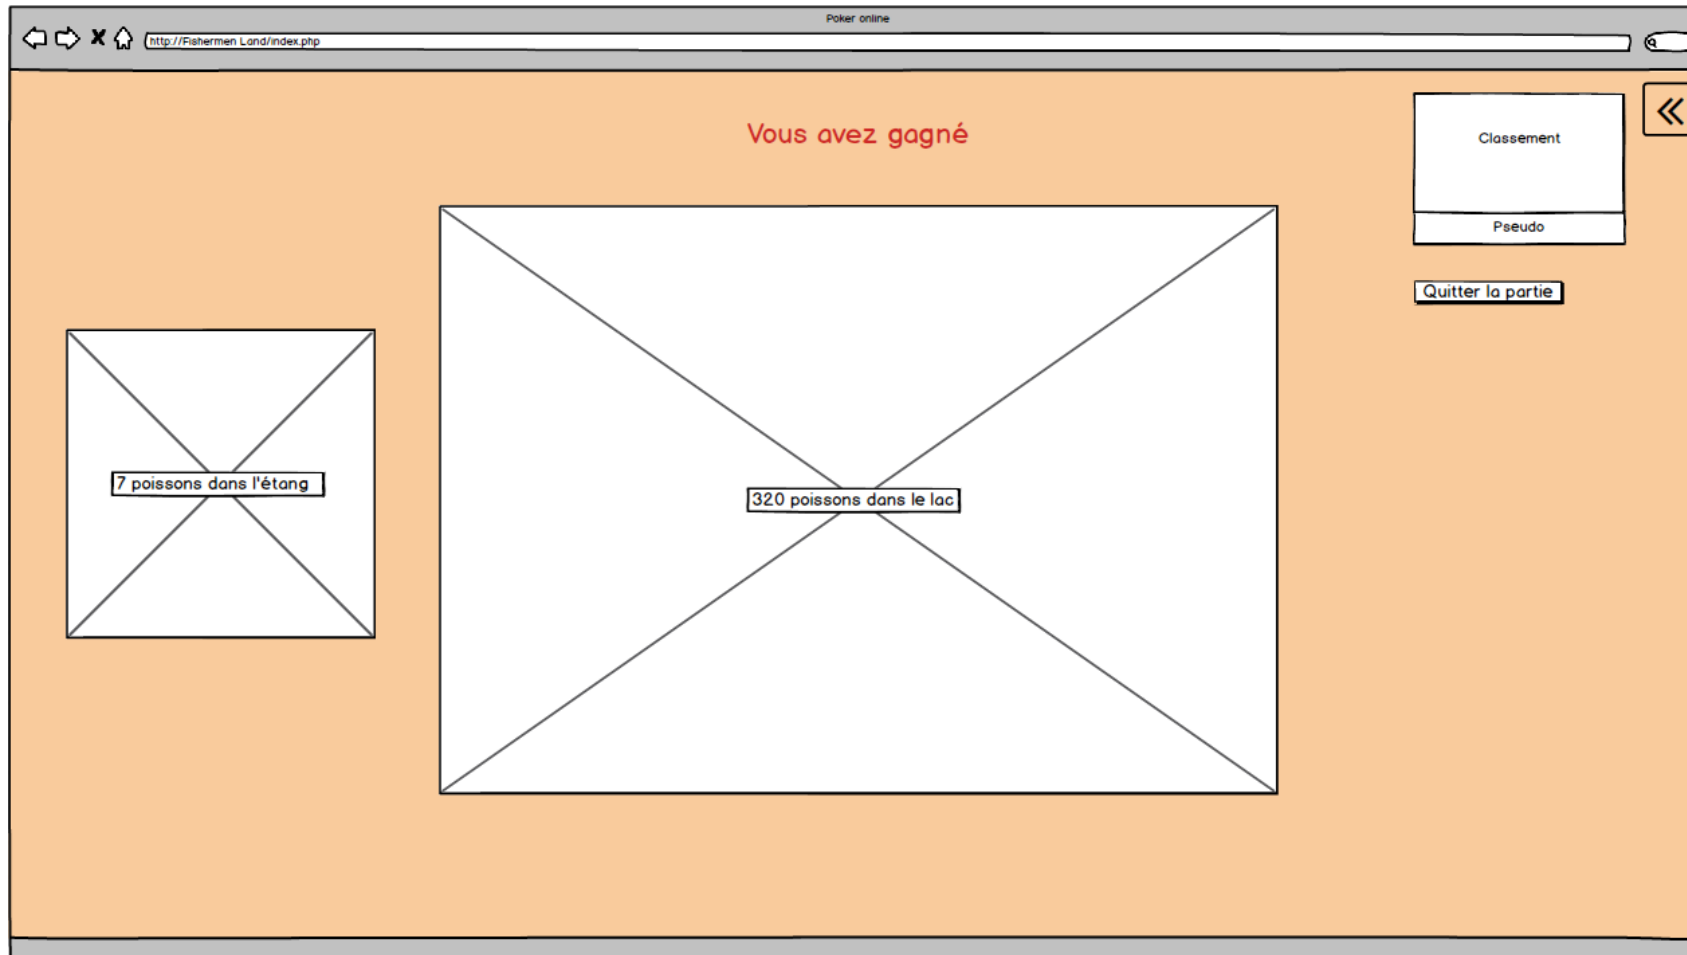 Poker online
http://Fishermen Land/index.php
Vous avez gagné
Classement
Pseudo
Quitter la partie
7 poissons dans l'étang
320 poissons dans le lac